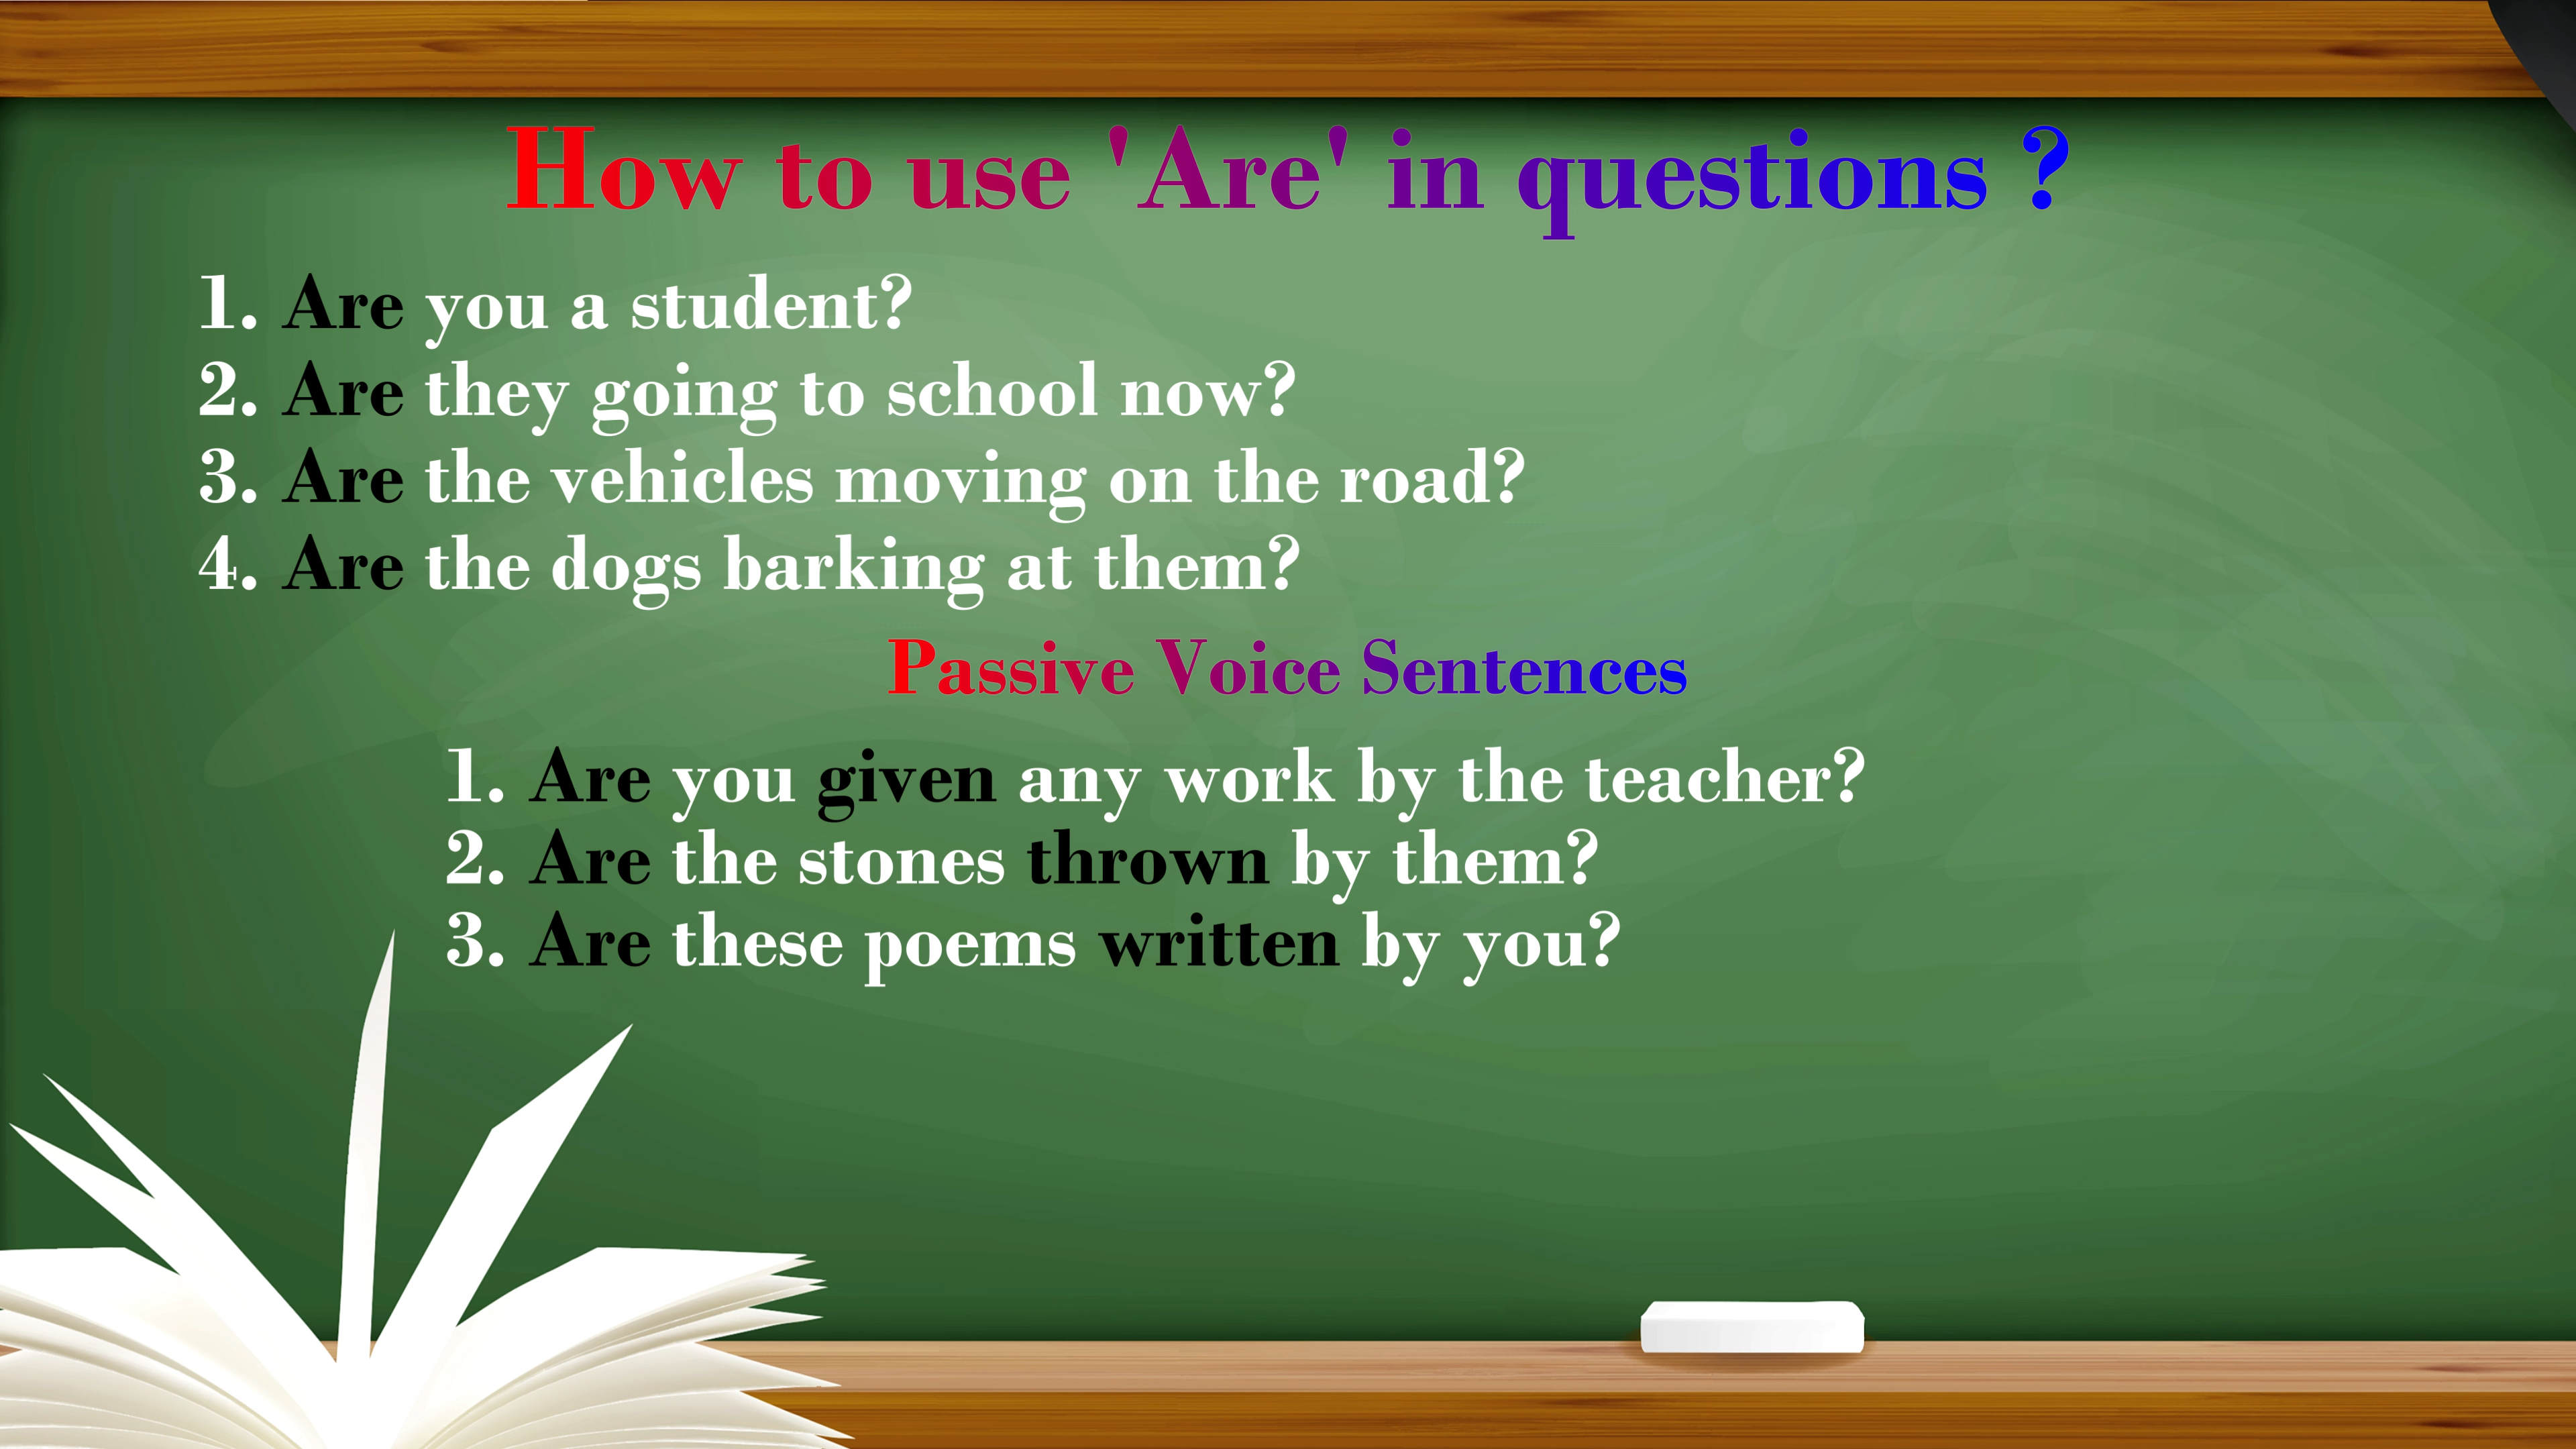 How to use 'Are' in questions ?
1. Are you a student?
2. Are they going to school now?
3. Are the vehicles moving on the road?
4. Are the dogs barking at them?
Passive Voice Sentences
1. Are you given any work by the teacher?
2. Are the stones thrown by them?
3. Are these poems written by you?